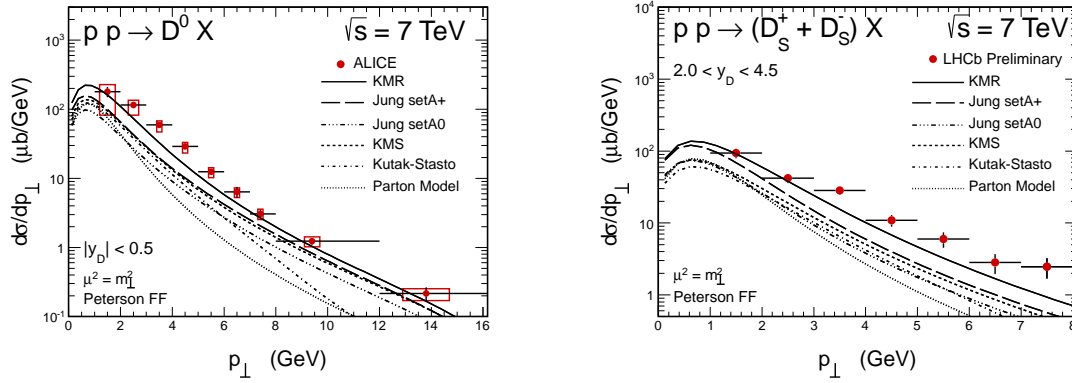 p p → D⁰ X
√s = 7 TeV
dσ/dp⊥ (μb/GeV)
10³
10²
10
1
10⁻¹
ALICE
KMR
Jung setA+
Jung setA0
KMS
Kutak-Stasto
Parton Model
|y_D| < 0.5
μ² = m²⊥
Peterson FF
0 2 4 6 8 10 12 14 16
p⊥ (GeV)
p p → (D_S⁺ + D_S⁻) X
√s = 7 TeV
dσ/dp⊥ (μb/GeV)
10⁴
10³
10²
10
1
LHCb Preliminary
2.0 < y_D < 4.5
KMR
Jung setA+
Jung setA0
KMS
Kutak-Stasto
Parton Model
μ² = m²⊥
Peterson FF
0 1 2 3 4 5 6 7 8
p⊥ (GeV)